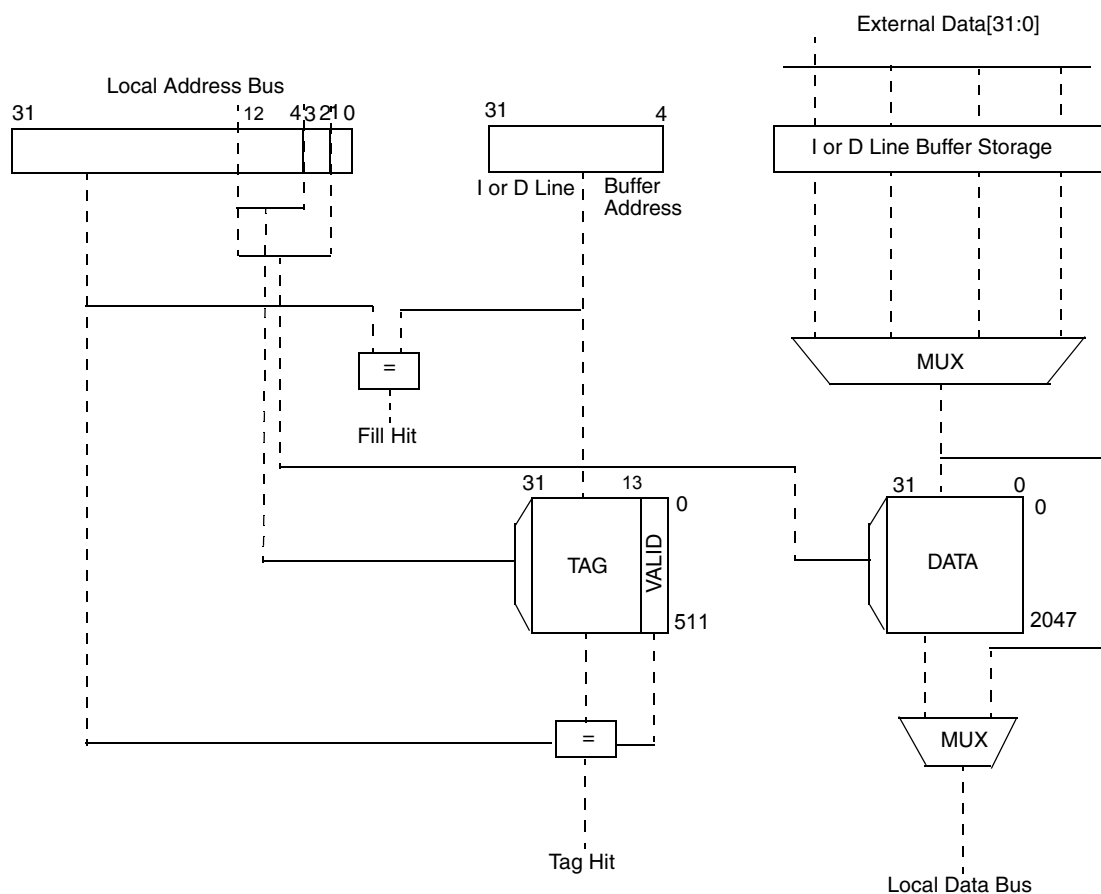 External Data[31:0]
Local Address Bus
31 12 4 3 2 1 0
31 4
I or D Line Buffer Storage
I or D Line Buffer
Address
MUX
=
Fill Hit
31 13 0
31 0
0
TAG
VALID
DATA
511
2047
=
MUX
Tag Hit
Local Data Bus